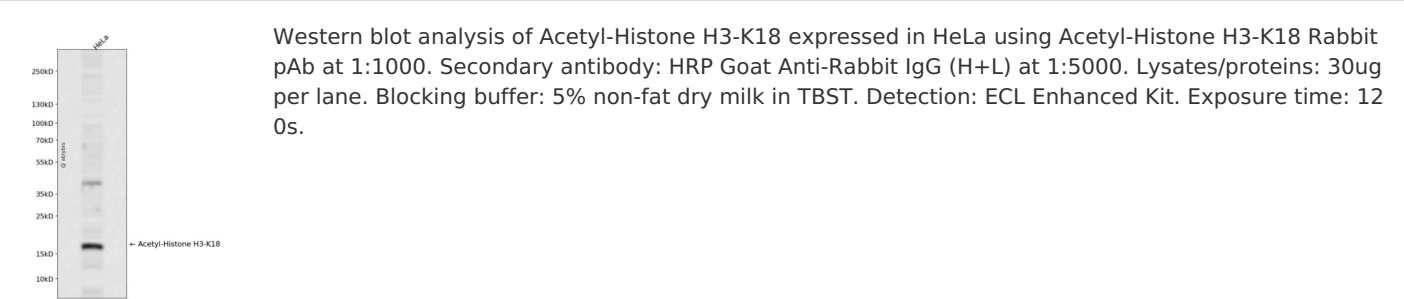 HeLa
250kD
130kD
100kD
70kD
55kD
35kD
25kD
15kD
10kD
@ abbytxo
← Acetyl-Histone H3-K18
Western blot analysis of Acetyl-Histone H3-K18 expressed in HeLa using Acetyl-Histone H3-K18 Rabbit
pAb at 1:1000. Secondary antibody: HRP Goat Anti-Rabbit IgG (H+L) at 1:5000. Lysates/proteins: 30ug
per lane. Blocking buffer: 5% non-fat dry milk in TBST. Detection: ECL Enhanced Kit. Exposure time: 12
0s.